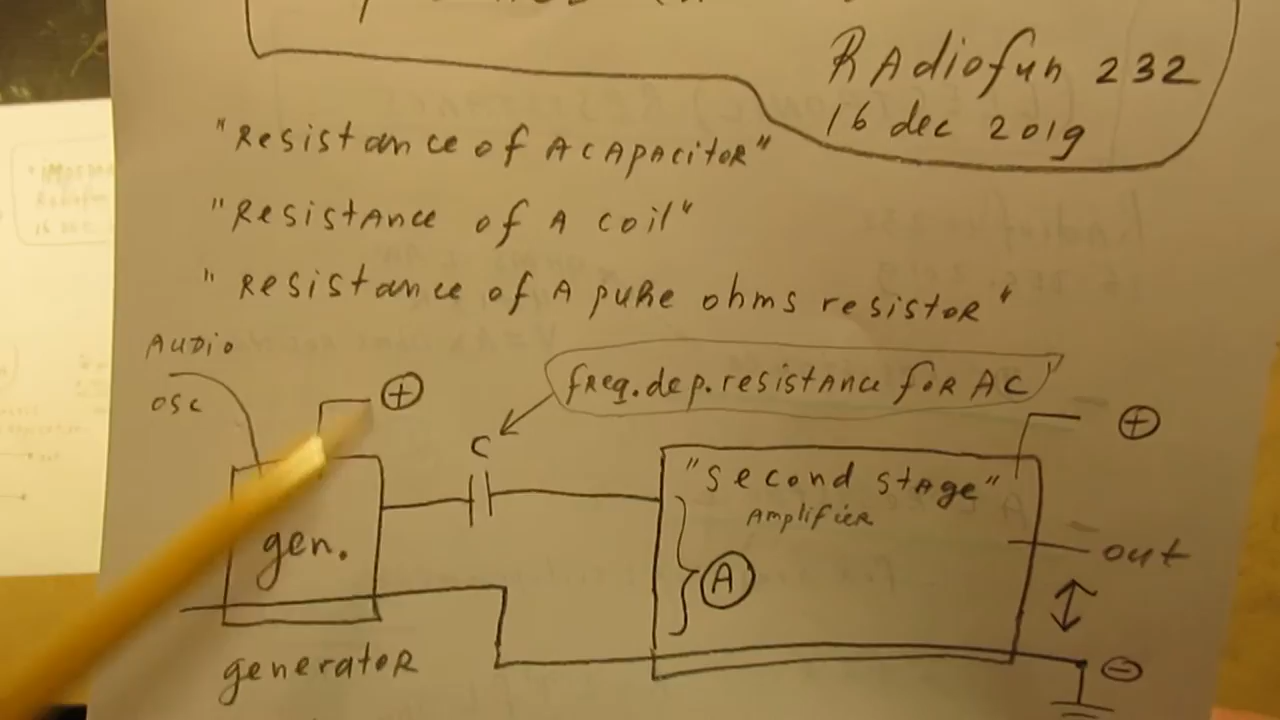 Radiofun 232
16 dec 2019
"Resistance of A CAPACITOR"
"Resistance of A coil"
"Resistance of A pure ohms resistor"
AUDIO
OSC
+
freq.dep.resistance for AC
+
C
"second stage"
Amplifier
gen.
A
out
generator
-